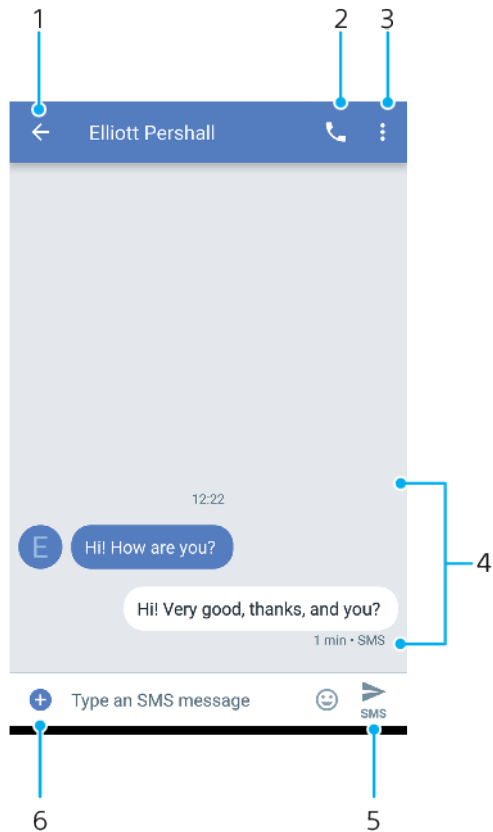 1 2 3
Elliott Pershall
12:22
E Hi! How are you?
4
Hi! Very good, thanks, and you?
1 min • SMS
Type an SMS message
SMS
6 5